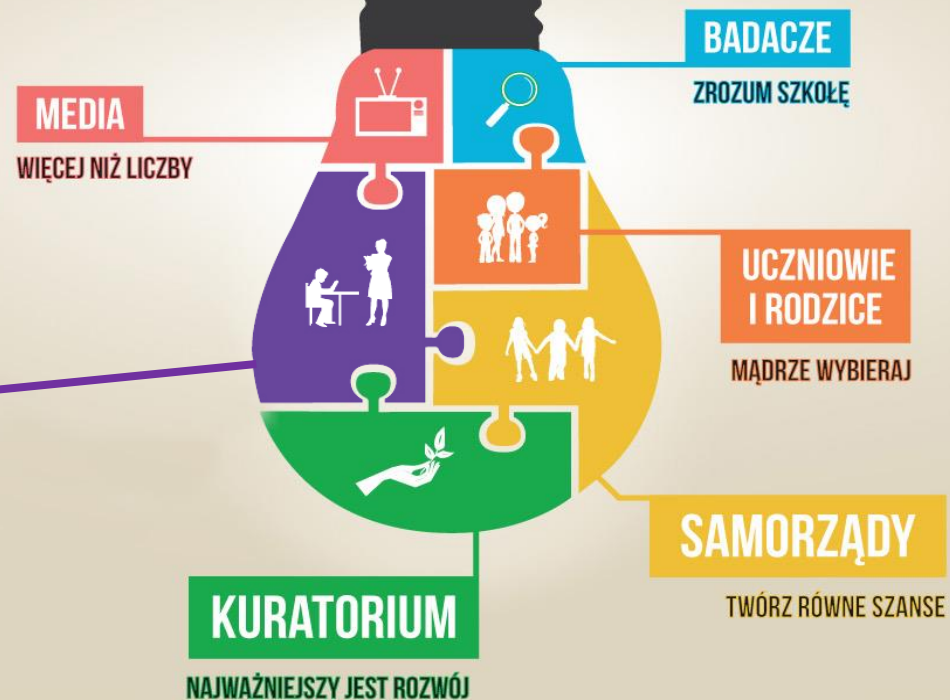 BADACZE
ZROZUM SZKOŁĘ
MEDIA
WIĘCEJ NIŻ LICZBY
UCZNIOWIE
I RODZICE
MĄDRZE WYBIERAJ
SAMORZĄDY
TWÓRZ RÓWNE SZANSE
KURATORIUM
NAJWAŻNIEJSZY JEST ROZWÓJ